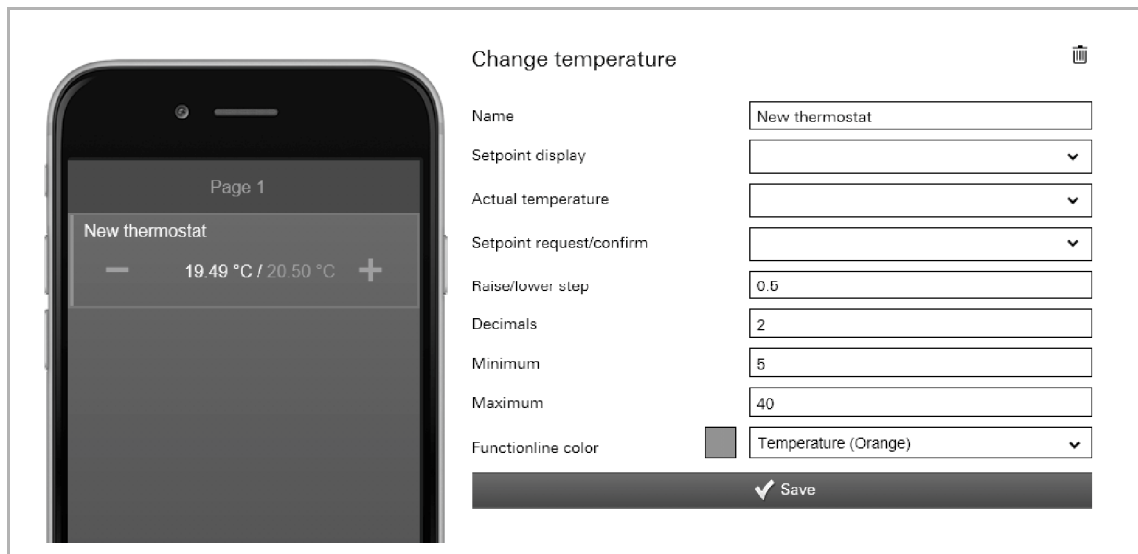 Page 1
New thermostat
19.49 °C / 20.50 °C
Change temperature
Name
New thermostat
Setpoint display
Actual temperature
Setpoint request/confirm
Raise/lower step
0.5
Decimals
2
Minimum
5
Maximum
40
Functionline color
Temperature (Orange)
Save